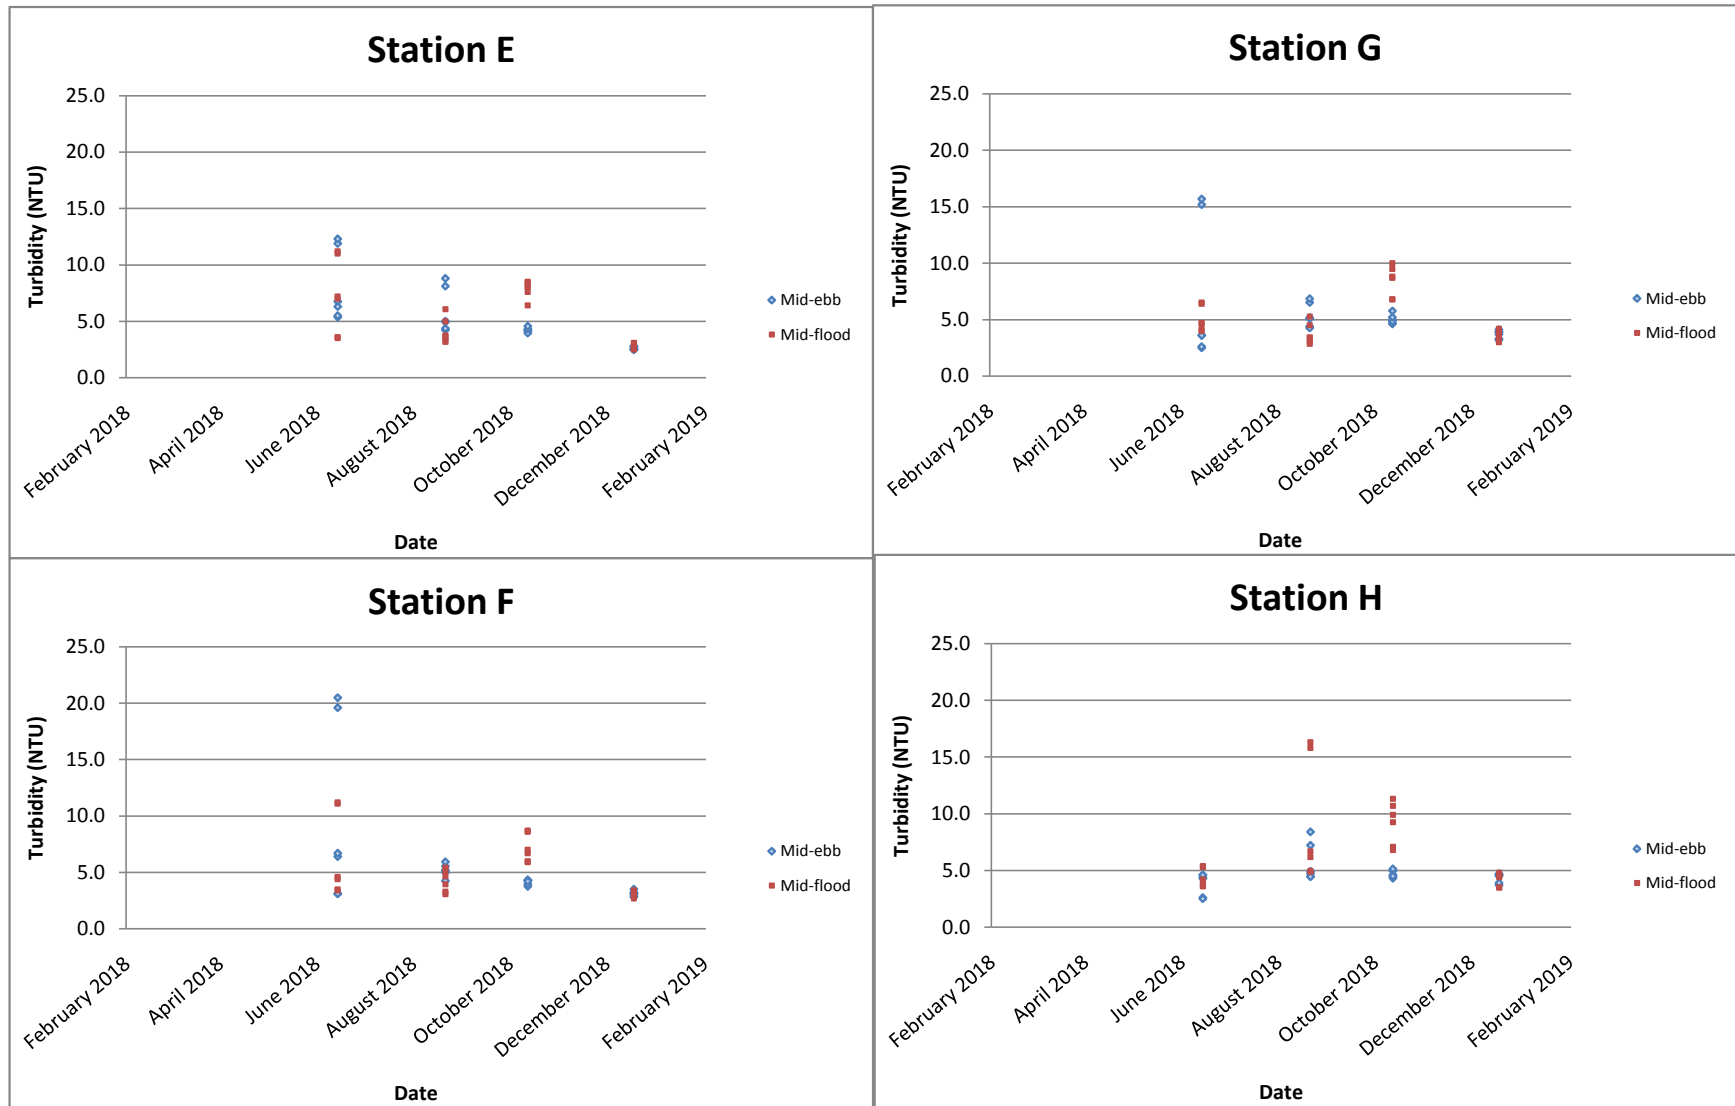 Station E
25.0
20.0
15.0
10.0
5.0
0.0
Turbidity (NTU)
February 2018
April 2018
June 2018
August 2018
October 2018
December 2018
February 2019
Date
Mid-ebb
Mid-flood
Station G
25.0
20.0
15.0
10.0
5.0
0.0
Turbidity (NTU)
February 2018
April 2018
June 2018
August 2018
October 2018
December 2018
February 2019
Date
Mid-ebb
Mid-flood
Station F
25.0
20.0
15.0
10.0
5.0
0.0
Turbidity (NTU)
February 2018
April 2018
June 2018
August 2018
October 2018
December 2018
February 2019
Date
Mid-ebb
Mid-flood
Station H
25.0
20.0
15.0
10.0
5.0
0.0
Turbidity (NTU)
February 2018
April 2018
June 2018
August 2018
October 2018
December 2018
February 2019
Date
Mid-ebb
Mid-flood